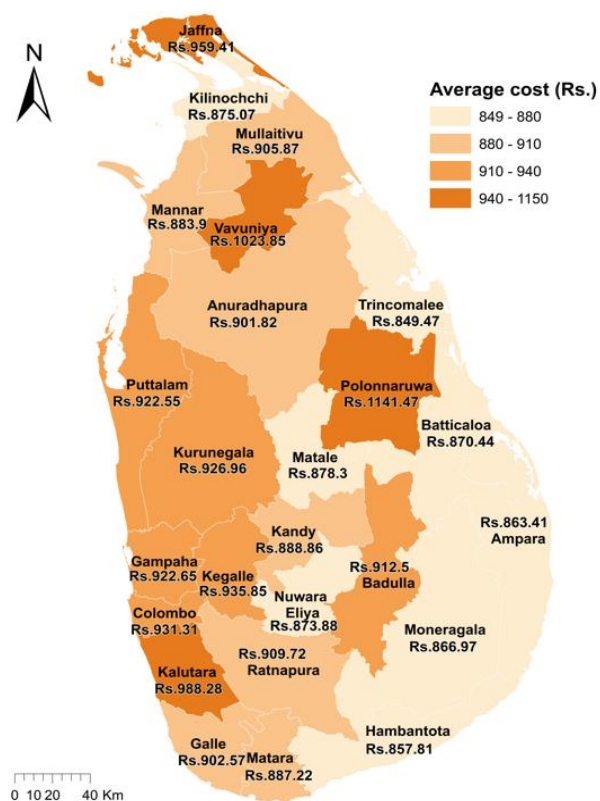 Jaffna
Rs.959.41
N
Kilinochchi
Rs.875.07
Average cost (Rs.)
849 - 880
880 - 910
910 - 940
940 - 1150
Mullaitivu
Rs.905.87
Mannar
Rs.883.9
Vavuniya
Rs.1023.85
Anuradhapura
Rs.901.82
Trincomalee
Rs.849.47
Puttalam
Rs.922.55
Polonnaruwa
Rs.1141.47
Batticaloa
Rs.870.44
Kurunegala
Rs.926.96
Matale
Rs.878.3
Rs.863.41
Ampara
Kandy
Rs.888.86
Gampaha
Rs.922.65
Kegalle
Rs.935.85
Rs.912.5
Badulla
Nuwara
Eliya
Rs.873.88
Colombo
Rs.931.31
Moneragala
Rs.866.97
Rs.909.72
Ratnapura
Kalutara
Rs.988.28
Hambantota
Rs.857.81
Galle
Rs.902.57
Matara
Rs.887.22
0 10 20 40 Km